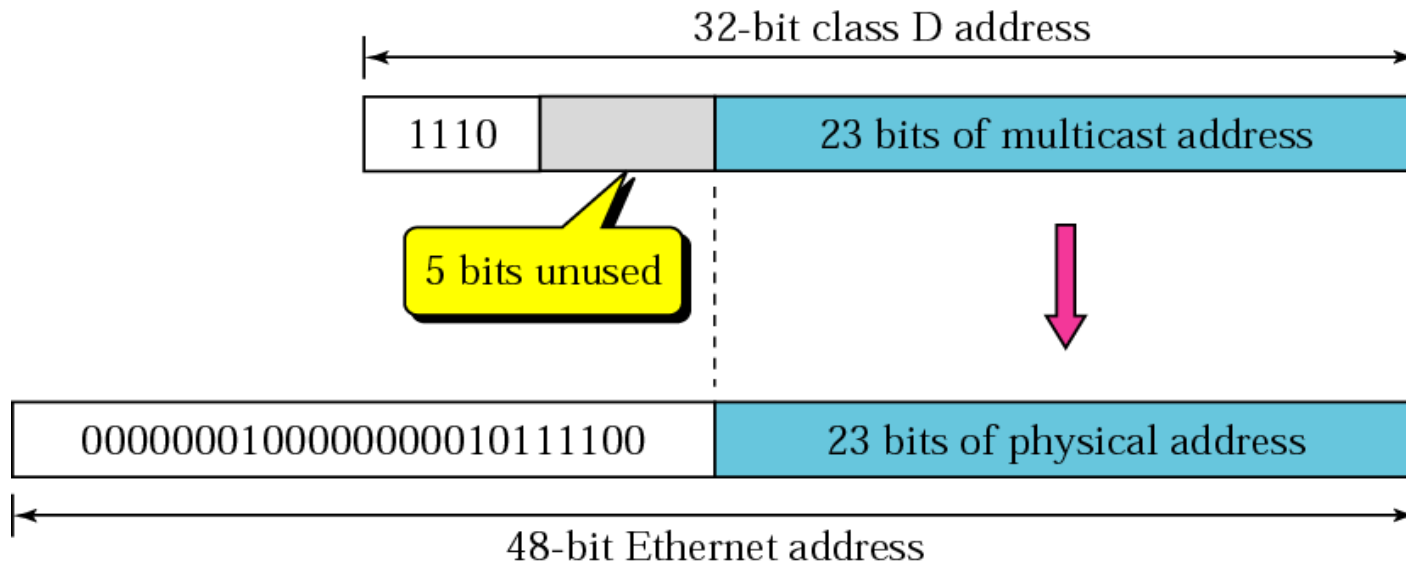 32-bit class D address
1110
23 bits of multicast address
5 bits unused
0000000100000000010111100
23 bits of physical address
48-bit Ethernet address